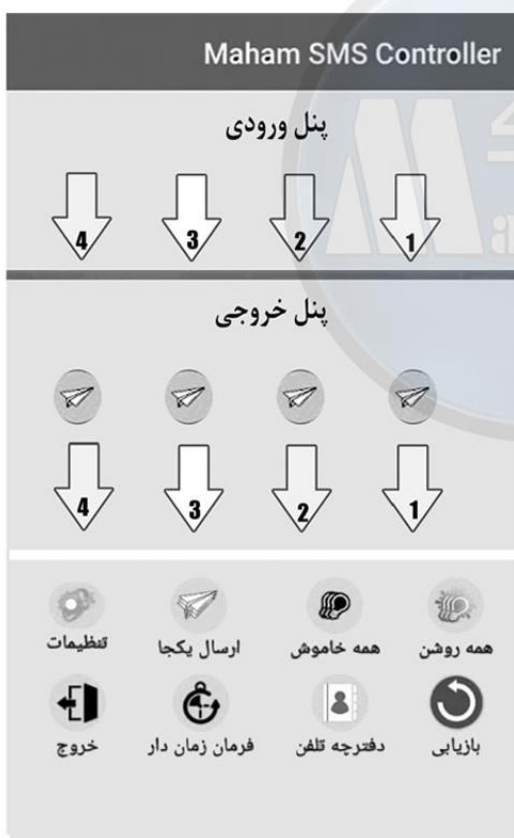 Maham SMS Controller
پنل ورودی
1 2 3 4
پنل خروجی
1 2 3 4
همه روشن همه خاموش ارسال یکجا تنظیمات
بازیابی دفترچه تلفن فرمان زمان دار خروج